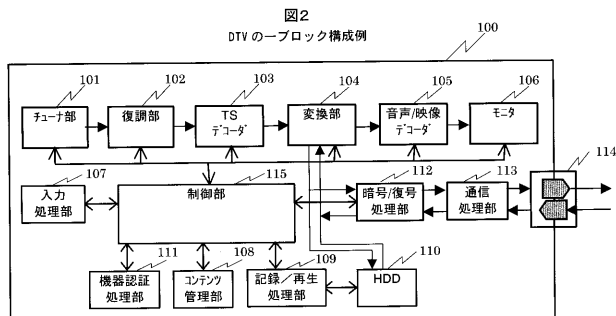 図2
DTV の一ブロック構成例
100
101
102
103
104
105
106
チューナ部
復調部
TS
デコーダ
変換部
音声/映像
デコーダ
モニタ
107
115
112
113
114
入力
処理部
制御部
暗号/復号
処理部
通信
処理部
111
108
109
110
機器認証
処理部
コンテンツ
管理部
記録/再生
処理部
HDD